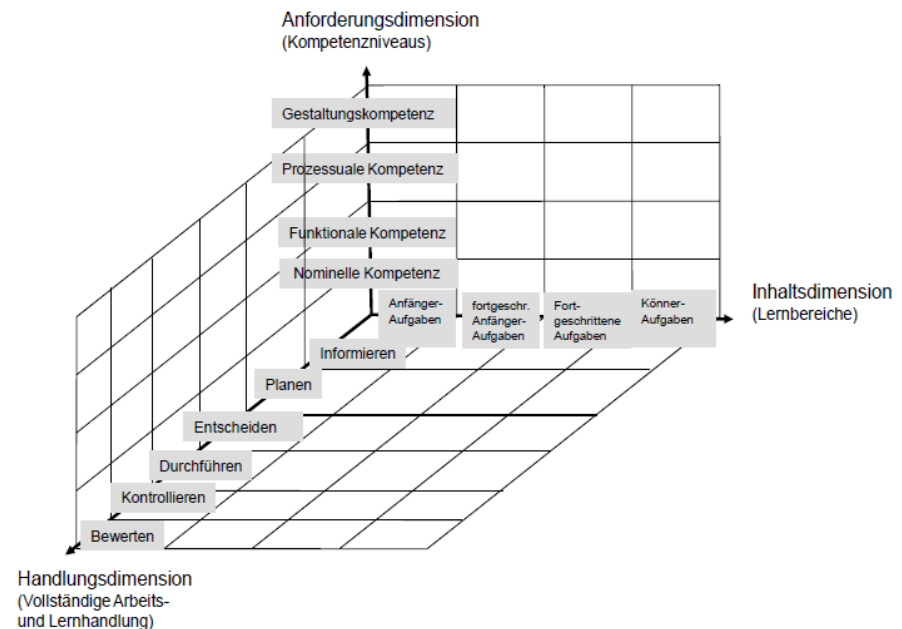 Anforderungsdimension
(Kompetenzniveaus)
Gestaltungskompetenz
Prozessuale Kompetenz
Funktionale Kompetenz
Nominelle Kompetenz
Anfänger-
Aufgaben
fortgeschr.
Anfänger-
Aufgaben
Fort-
geschrittene
Aufgaben
Könner-
Aufgaben
Inhaltsdimension
(Lernbereiche)
Informieren
Planen
Entscheiden
Durchführen
Kontrollieren
Bewerten
Handlungsdimension
(Vollständige Arbeits-
und Lernhandlung)